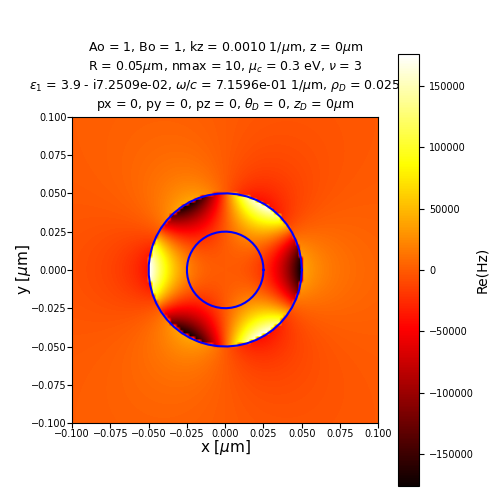 Ao = 1, Bo = 1, kz = 0.0010 1/μm, z = 0μm
R = 0.05μm, nmax = 10, μc = 0.3 eV, ν = 3
ε1 = 3.9 - i7.2509e-02, ω/c = 7.1596e-01 1/μm, ρD = 0.025
px = 0, py = 0, pz = 0, θD = 0, zD = 0μm
0.100
0.075
0.050
0.025
0.000
−0.025
−0.050
−0.075
−0.100
y [μm]
−0.100 −0.075 −0.050 −0.025 0.000 0.025 0.050 0.075 0.100
x [μm]
150000
100000
50000
0
−50000
−100000
−150000
Re(Hz)